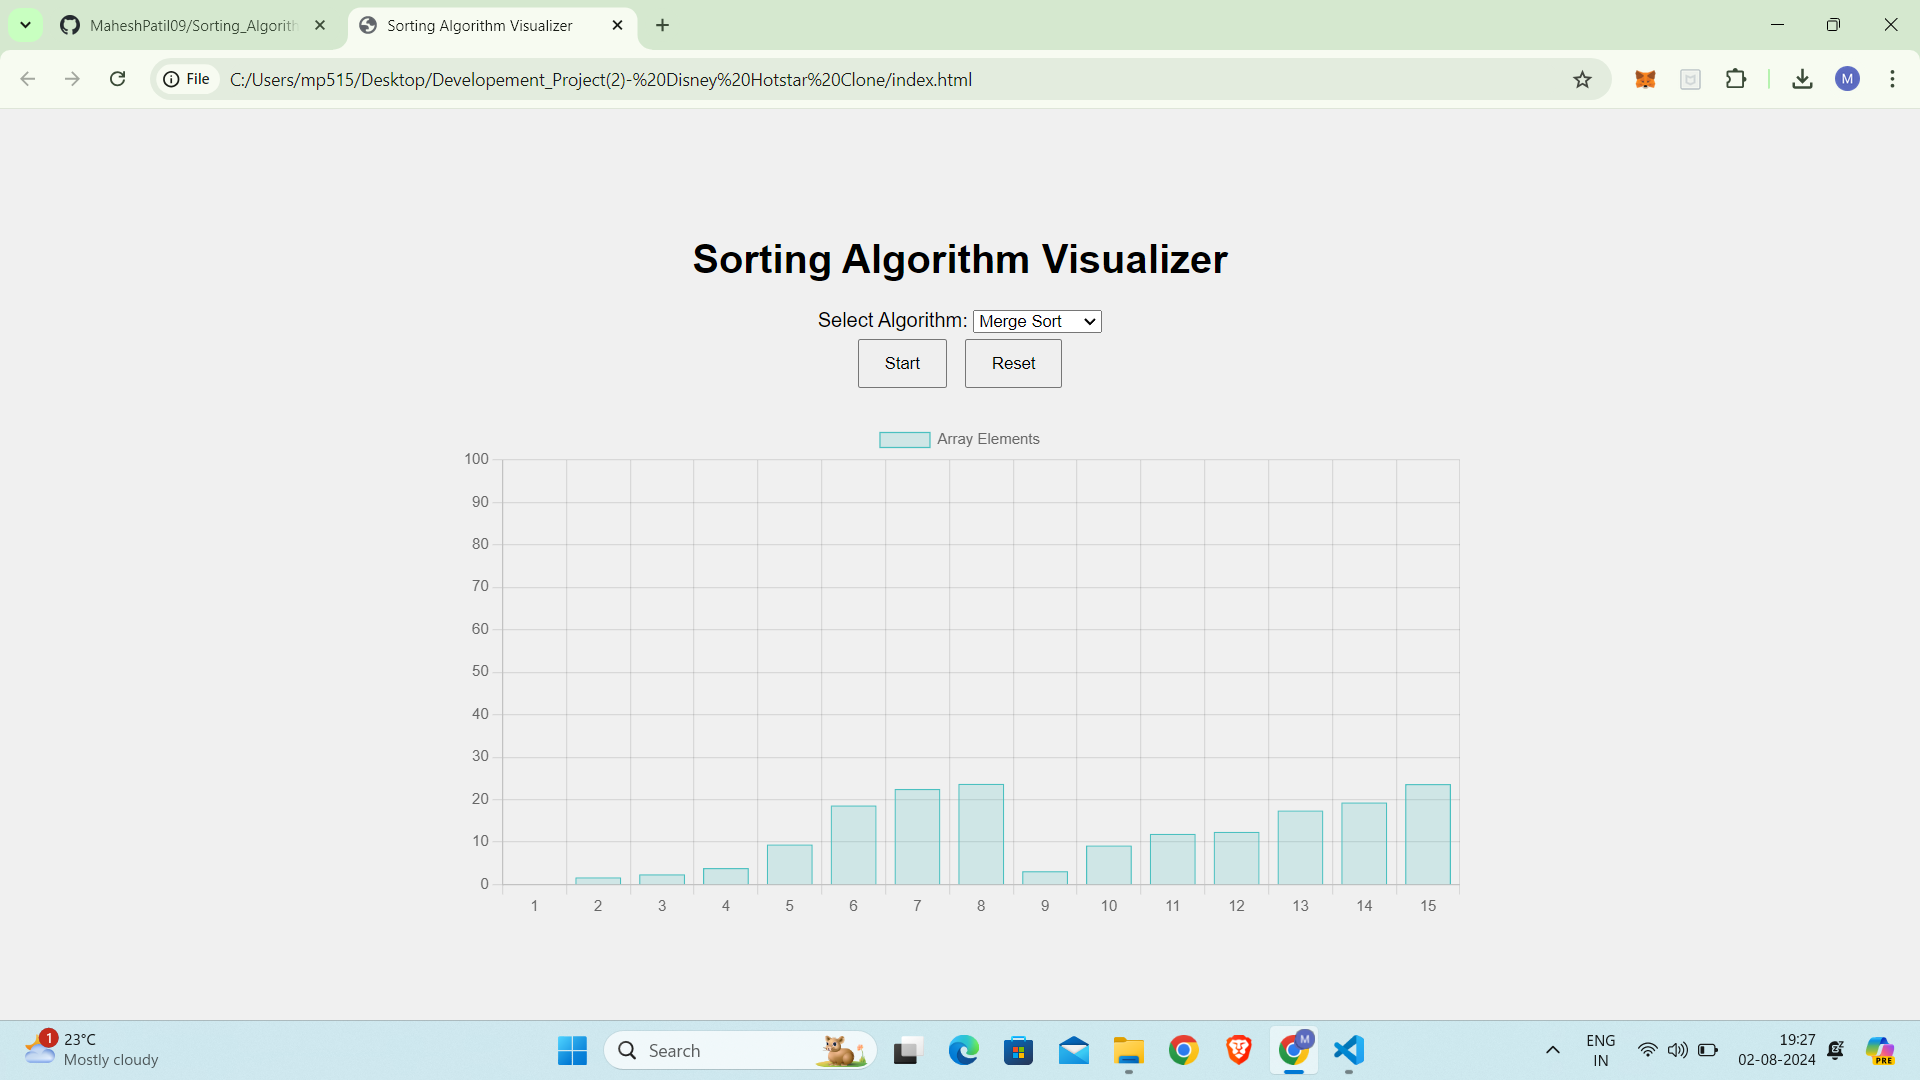 MaheshPatil09/Sorting_Algorith
Sorting Algorithm Visualizer
File
C:/Users/mp515/Desktop/Developement_Project(2)-%20Disney%20Hotstar%20Clone/index.html
M
Sorting Algorithm Visualizer
Select Algorithm: Merge Sort
Start
Reset
Array Elements
100
90
80
70
60
50
40
30
20
10
0
1 2 3 4 5 6 7 8 9 10 11 12 13 14 15
1
23°C
Mostly cloudy
Search
M
ENG
IN
19:27
02-08-2024
PRE